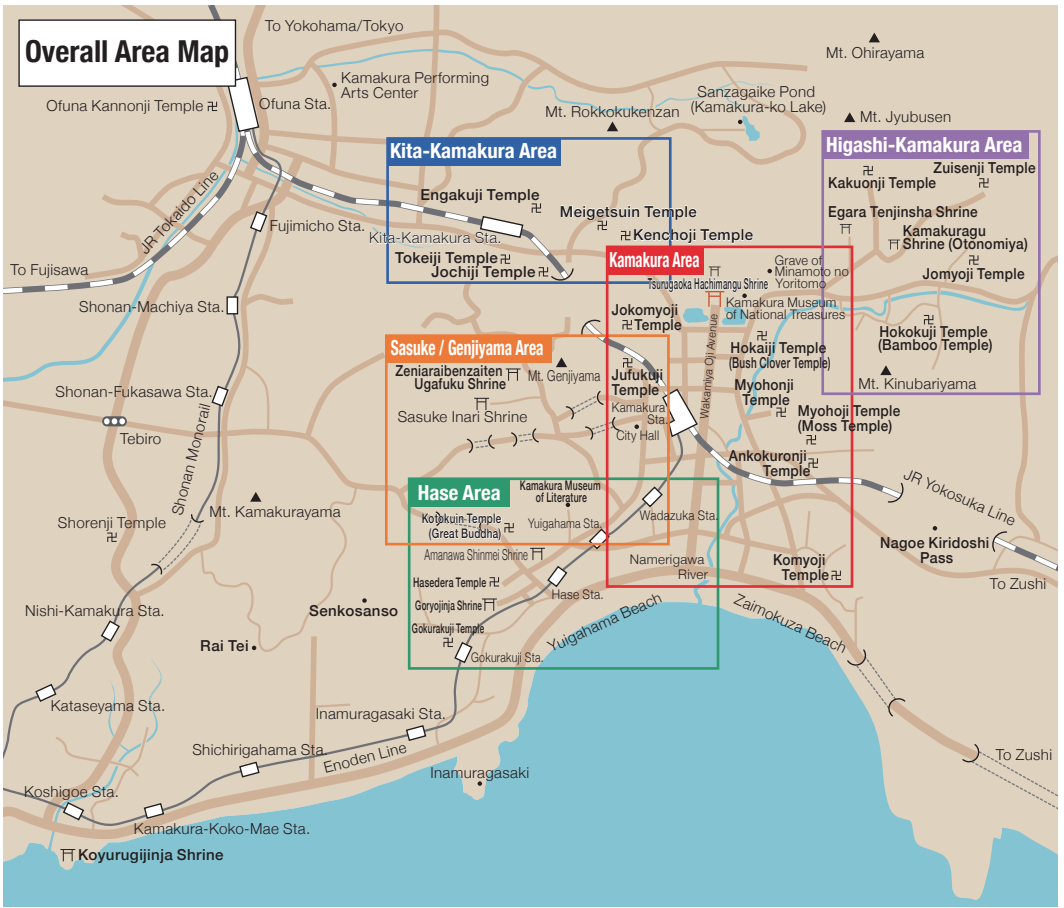 Overall Area Map
To Yokohama/Tokyo
Mt. Ohirayama
Kamakura Performing
Arts Center
Ofuna Kannonji Temple
Ofuna Sta.
Sanzagaike Pond
(Kamakura-ko Lake)
Mt. Rokkokukenzan
Mt. Jyubusen
Kita-Kamakura Area
Higashi-Kamakura Area
Zuisenji Temple
Kakuonji Temple
JR Tokaido Line
Engakuji Temple
Meigetsuin Temple
Egara Tenjinsha Shrine
Fujimicho Sta.
Kita-Kamakura Sta.
Kenchoji Temple
Kamakuragu
Shrine (Otonomiya)
Tokeiji Temple
Jochiji Temple
Kamakura Area
Grave of
Minamoto no
Yoritomo
To Fujisawa
Jomyoji Temple
Tsurugaoka Hachimangu Shrine
Shonan-Machiya Sta.
Kamakura Museum
of National Treasures
Jokomyoji
Temple
Hokokuji Temple
(Bamboo Temple)
Sasuke / Genjiyama Area
Wakamiya Oji Avenue
Hokaiji Temple
(Bush Clover Temple)
Zeniaraibenzaiten
Ugafuku Shrine
Mt. Genjiyama
Jufukuji
Temple
Mt. Kinubariyama
Shonan-Fukasawa Sta.
Myohonji
Temple
Sasuke Inari Shrine
Kamakura
Sta.
City Hall
Myohoji Temple
(Moss Temple)
Tebiro
Shonan Monorail
Ankokuronji
Temple
JR Yokosuka Line
Hase Area
Kamakura Museum
of Literature
Mt. Kamakurayama
Wadazuka Sta.
Shorenji Temple
Kotokuin Temple
(Great Buddha)
Yuigahama Sta.
Nagoe Kiridoshi
Pass
Amanawa Shinmei Shrine
Namerigawa
River
Komyoji
Temple
To Zushi
Hasedera Temple
Hase Sta.
Nishi-Kamakura Sta.
Senkosanso
Goryojinja Shrine
Yuigahama Beach
Zaimokuza Beach
Gokurakuji Temple
Rai Tei
Gokurakuji Sta.
Kataseyama Sta.
Inamuragasaki Sta.
Shichirigahama Sta.
Enoden Line
To Zushi
Inamuragasaki
Koshigoe Sta.
Kamakura-Koko-Mae Sta.
Koyurugijinja Shrine